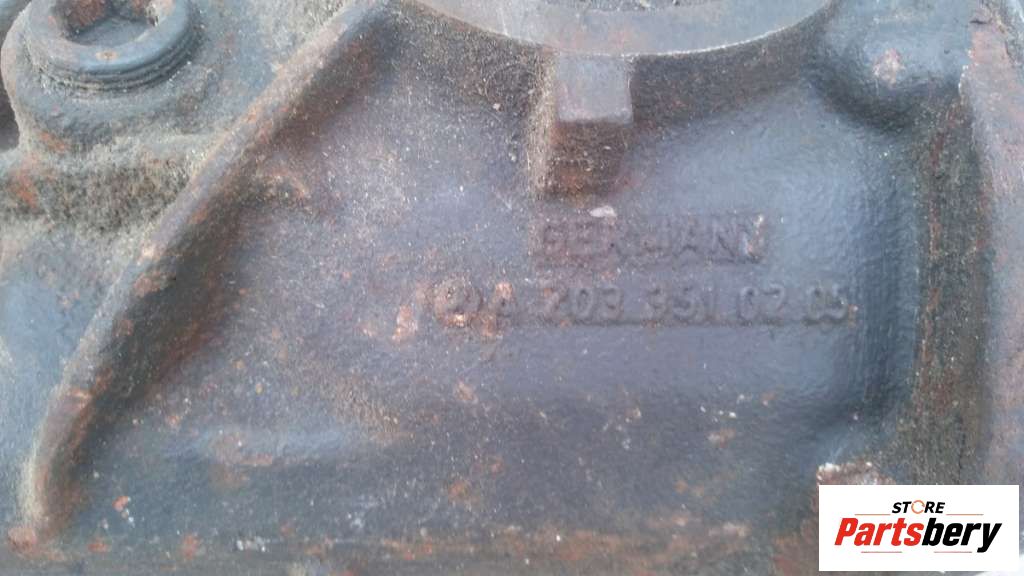 GERMANY
A 203 351 02 05
STORE
Partsbery